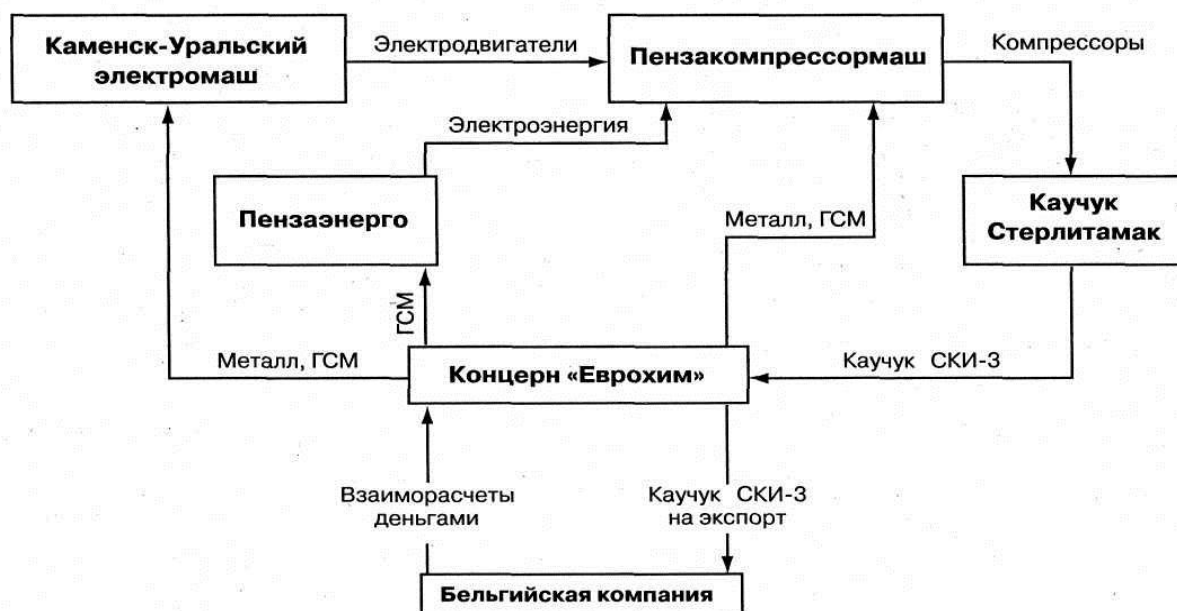 Каменск-Уральский
электромаш
Электродвигатели
Пензакомпрессормаш
Компрессоры
Электроэнергия
Пензаэнерго
Металл, ГСМ
Каучук
Стерлитамак
ГСМ
Металл, ГСМ
Концерн «Еврохим»
Каучук СКИ-3
Взаиморасчеты
деньгами
Каучук СКИ-3
на экспорт
Бельгийская компания